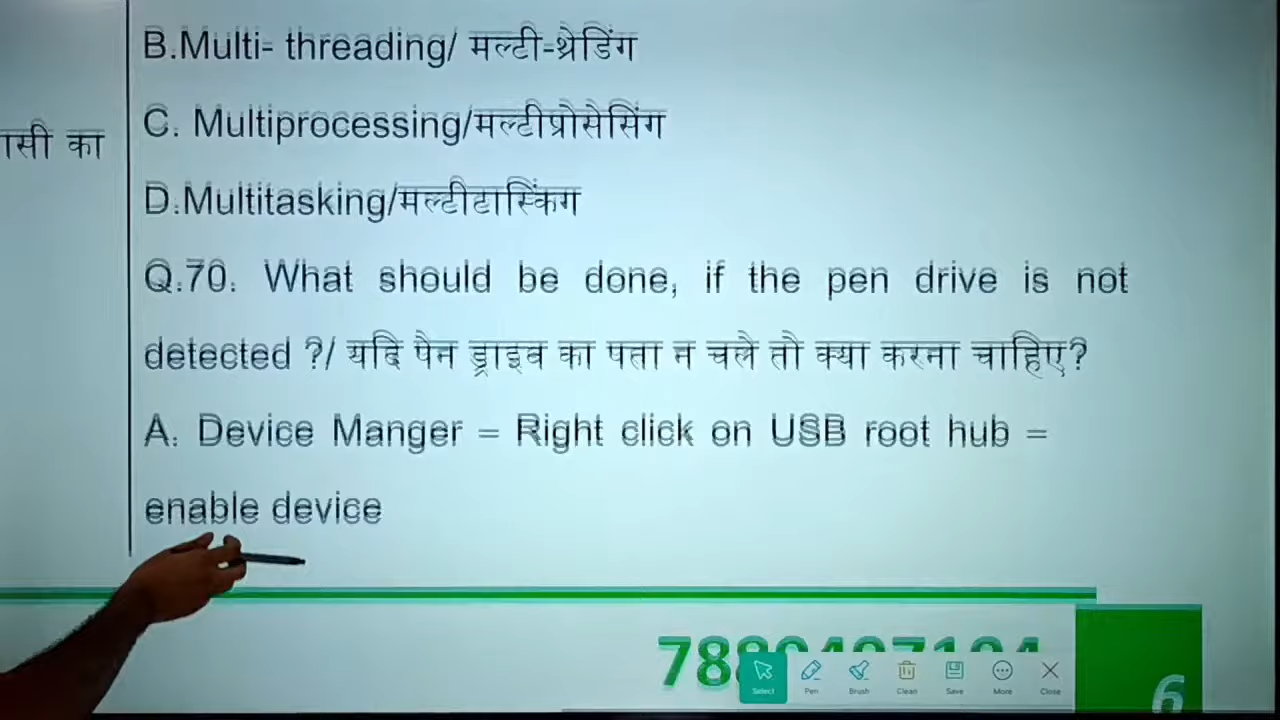 B.Multi- threading/ मल्टी-थ्रेडिंग
C. Multiprocessing/मल्टीप्रोसेसिंग
ासी का
D.Multitasking/मल्टीटास्किंग
Q.70. What should be done, if the pen drive is not
detected ?/ यदि पैन ड्राइव का पता न चले तौ क्या करना चाहिए?
A. Device Manger = Right click on USB root hub =
enable device
Select Pen Brush Clean Save More Close
6